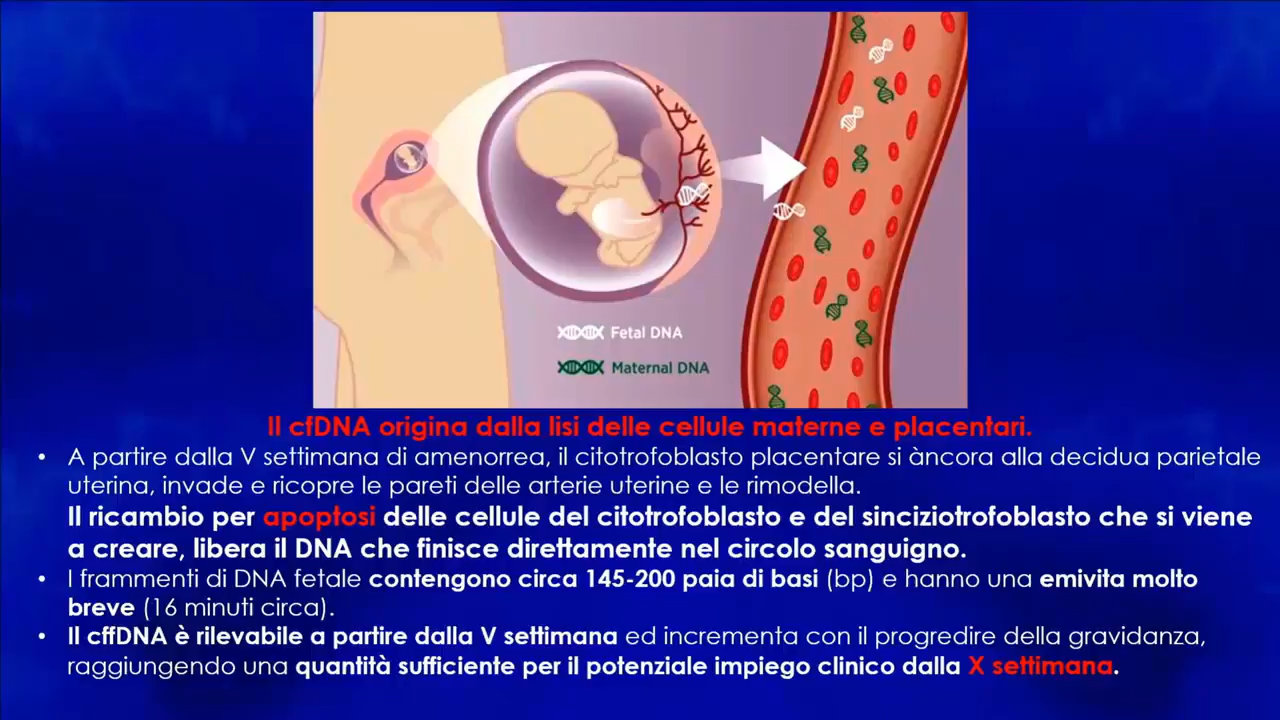 Fetal DNA
Maternal DNA
Il cfDNA origina dalla lisi delle cellule materne e placentari.
• A partire dalla V settimana di amenorrea, il citotrofoblasto placentare si àncora alla decidua parietale
uterina, invade e ricopre le pareti delle arterie uterine e le rimodella.
Il ricambio per apoptosi delle cellule del citotrofoblasto e del sinciziotrofoblasto che si viene
a creare, libera il DNA che finisce direttamente nel circolo sanguigno.
• I frammenti di DNA fetale contengono circa 145-200 paia di basi (bp) e hanno una emivita molto
breve (16 minuti circa).
• Il cffDNA è rilevabile a partire dalla V settimana ed incrementa con il progredire della gravidanza,
raggiungendo una quantità sufficiente per il potenziale impiego clinico dalla X settimana.